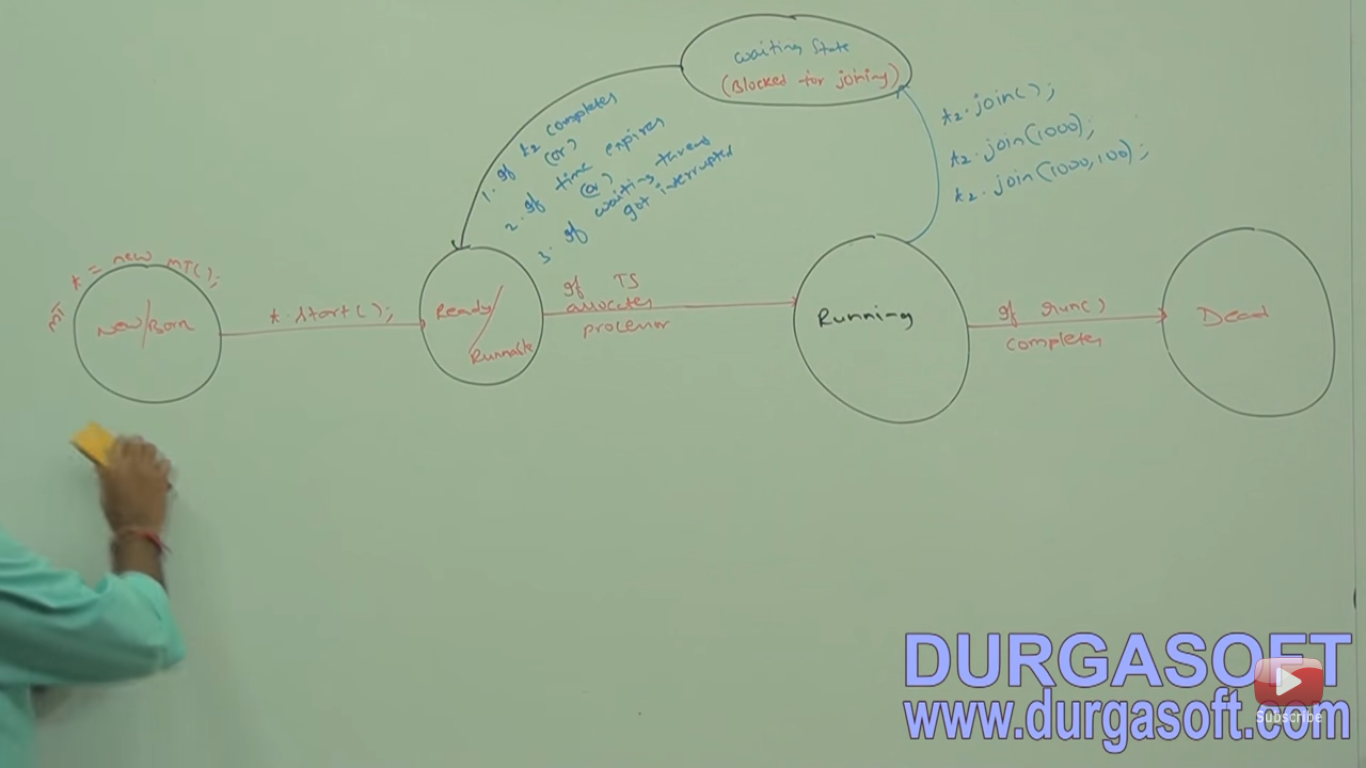 waiting State
(Blocked for joining)
t2.join();
t2.join(1000);
t2.join(1000,100);
1. If t2 completes
(or)
2. If time expires
(or)
3. If waiting thread
got interrupted
MT t = new MT();
New/Born
t.start();
Ready/
Runnable
If TS
allocates
processor
Running
If run()
completes
Dead
DURGASOFT
www.durgasoft.com
Subscribe